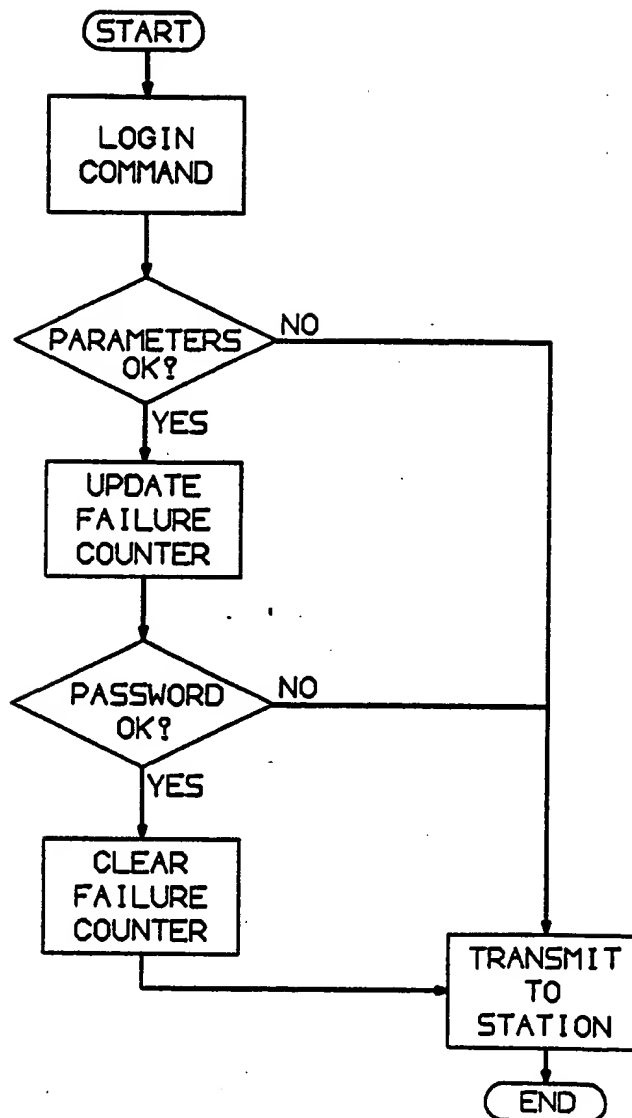 START
LOGIN
COMMAND
PARAMETERS
OK?
NO
YES
UPDATE
FAILURE
COUNTER
PASSWORD
OK?
NO
YES
CLEAR
FAILURE
COUNTER
TRANSMIT
TO
STATION
END